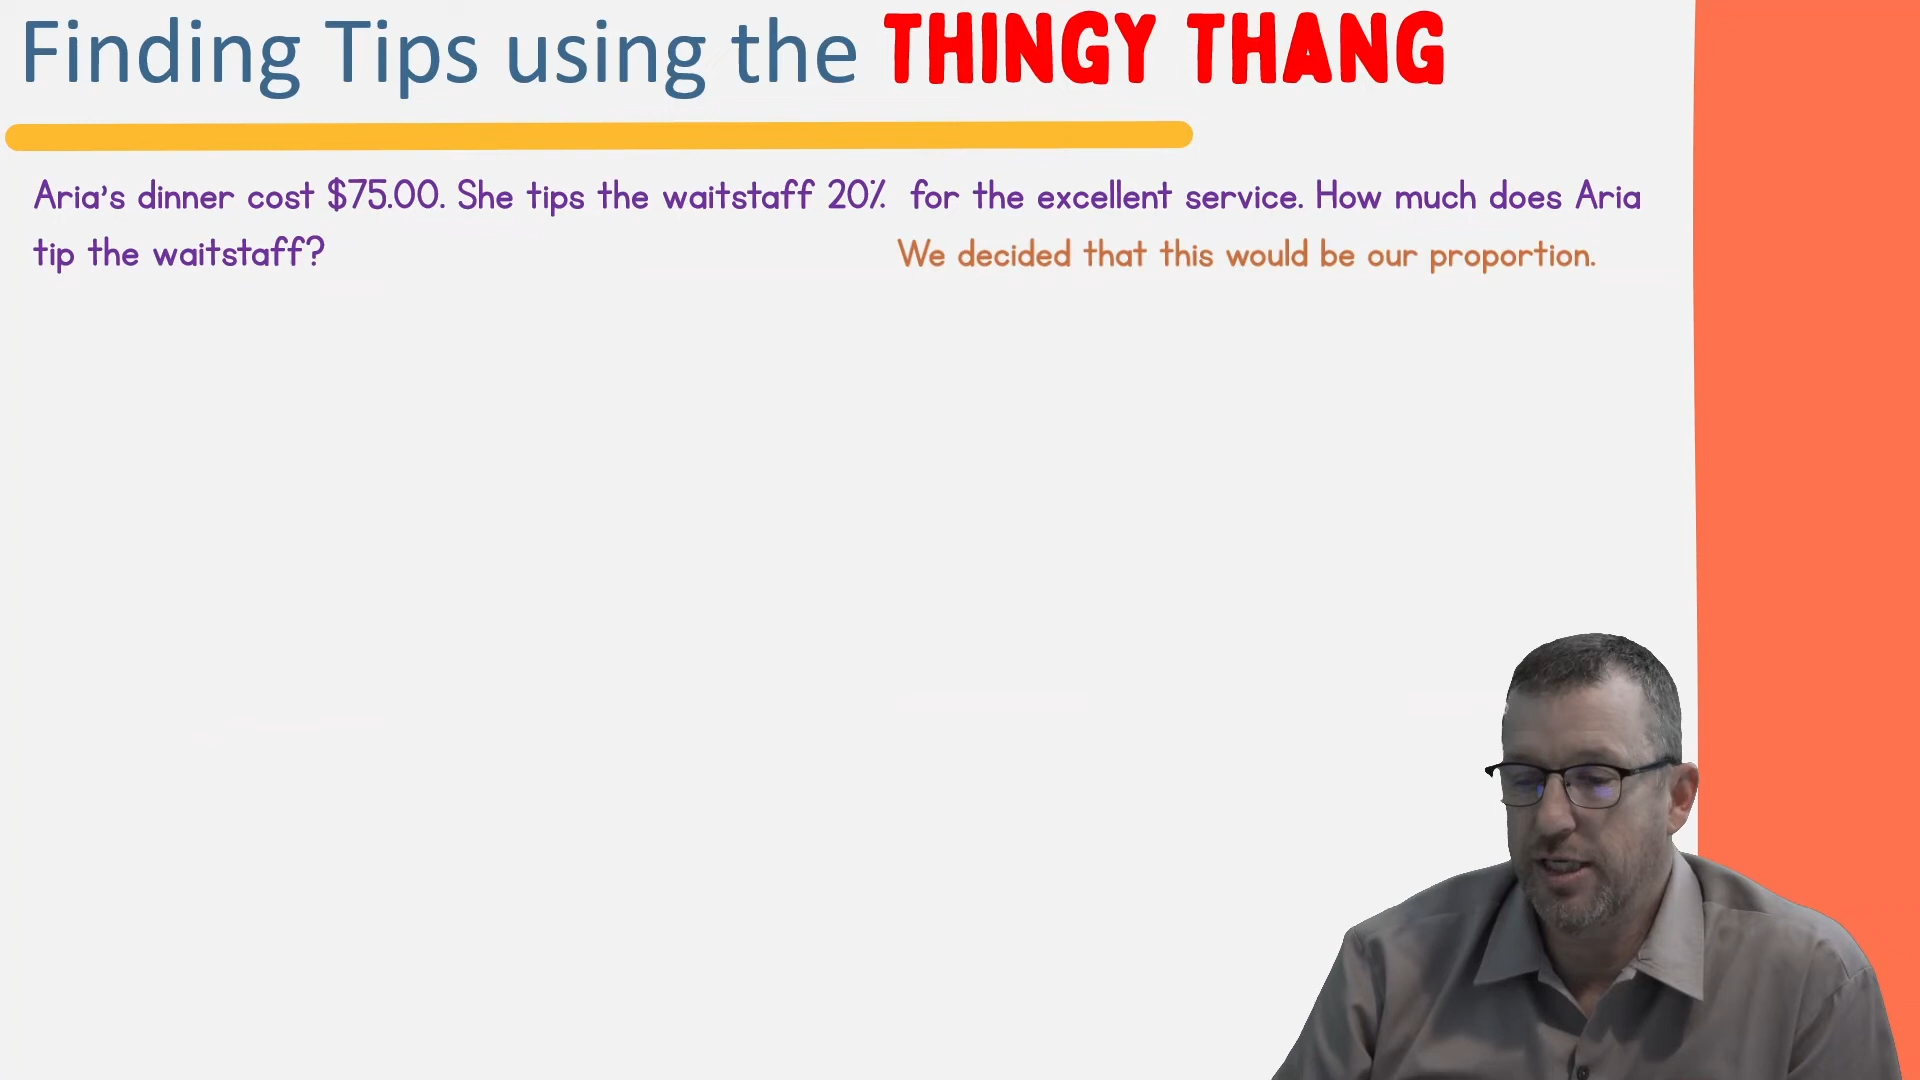 Finding Tips using the THINGY THANG
Aria's dinner cost $75.00. She tips the waitstaff 20% for the excellent service. How much does Aria
tip the waitstaff?
We decided that this would be our proportion.